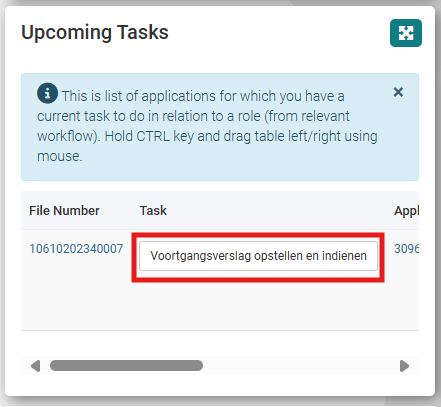 Upcoming Tasks
This is list of applications for which you have a
current task to do in relation to a role (from relevant
workflow). Hold CTRL key and drag table left/right using
mouse.
File Number Task Appl
10610202340007 Voortgangsverslag opstellen en indienen 3096